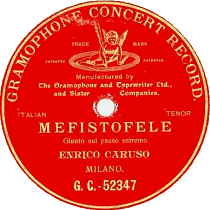 GRAMOPHONE CONCERT RECORD.
TRADE MARK
PATENTED PATENTED
Manufactured by
The Gramophone and Typewriter Ltd.,
and Sister Companies.
ITALIAN TENOR
MEFISTOFELE
Giunto sul passo estremo
ENRICO CARUSO
MILANO.
G.C.-52347